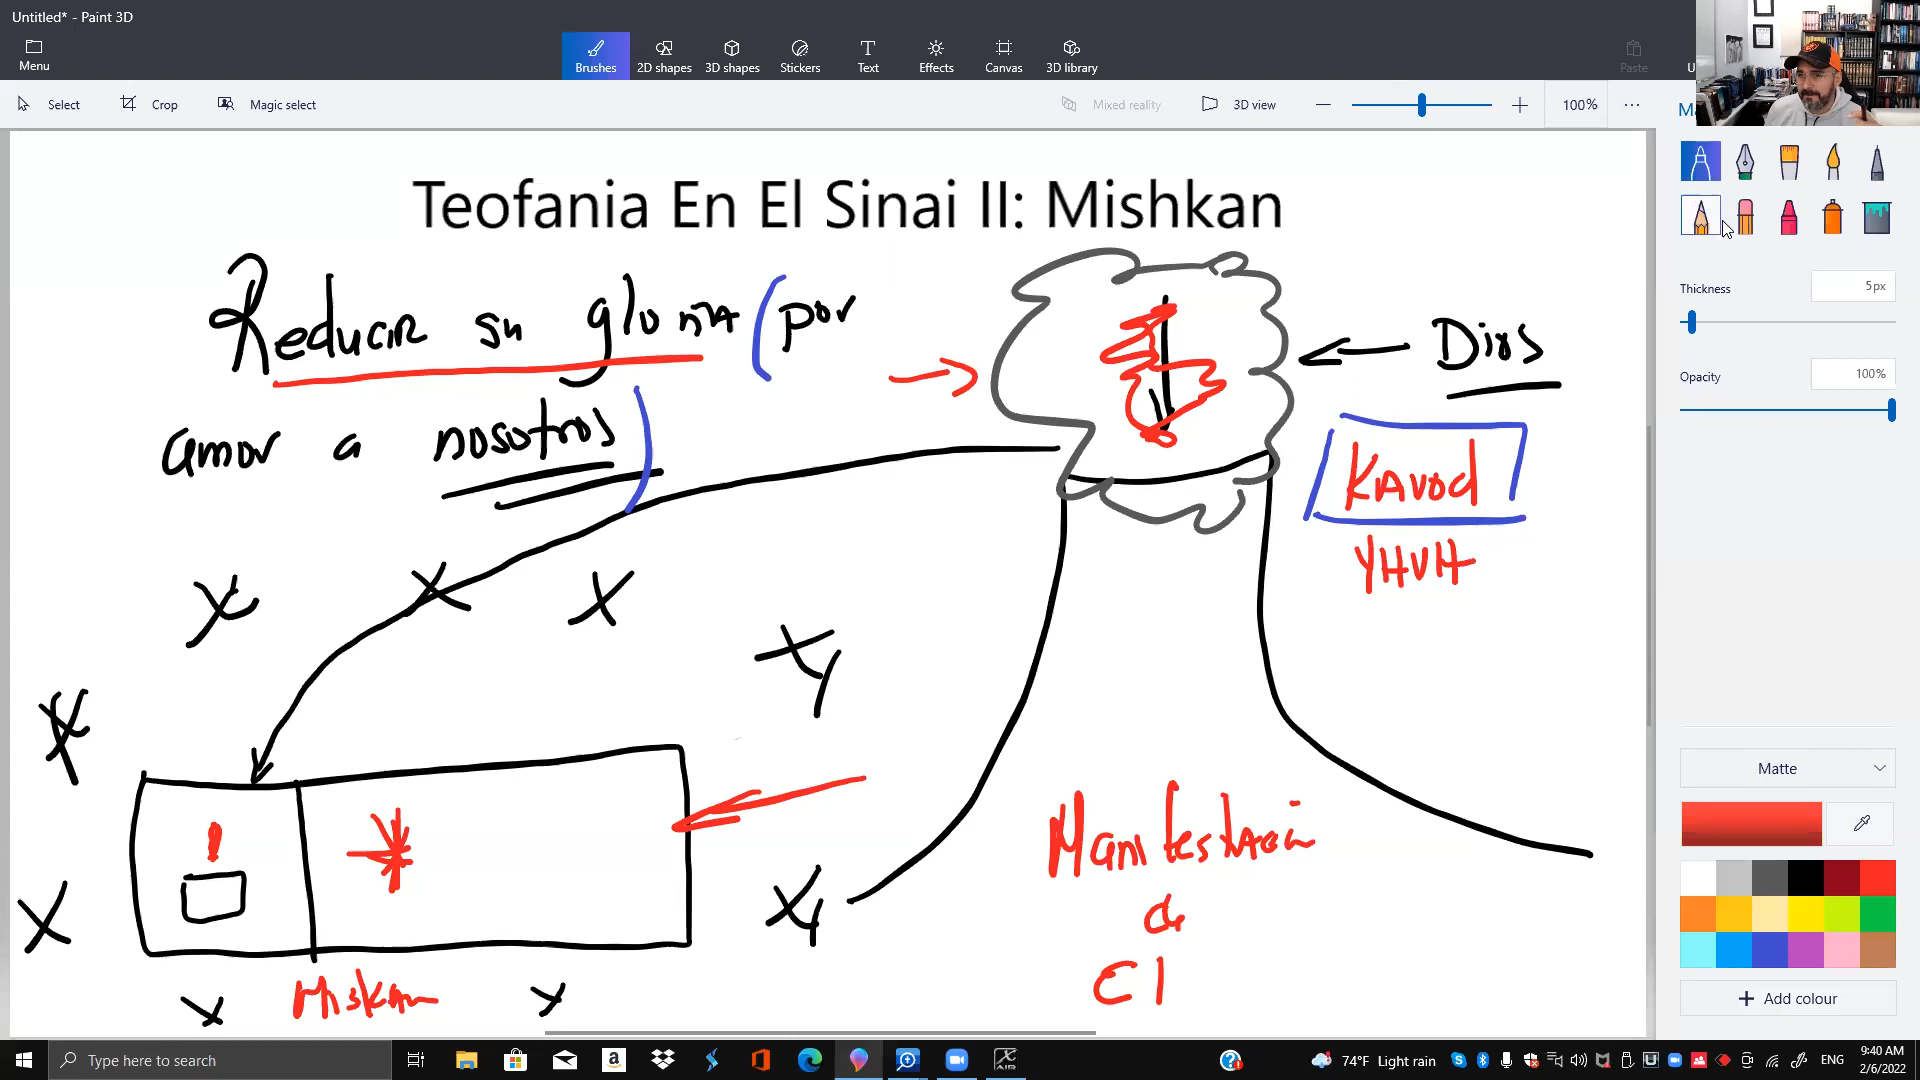 Untitled* - Paint 3D
Menu
Brushes
2D shapes
3D shapes
Stickers
Text
Effects
Canvas
3D library
Paste
Select
Crop
Magic select
Mixed reality
3D view
100%
Teofania En El Sinai II: Mishkan
Reducir su gloria (por
amor a nosotros)
Dios
Kavod
YHVH
Manifestacion
de
El
Miskan
Thickness
5px
Opacity
100%
Matte
Add colour
Type here to search
74°F Light rain
ENG
9:40 AM
2/6/2022